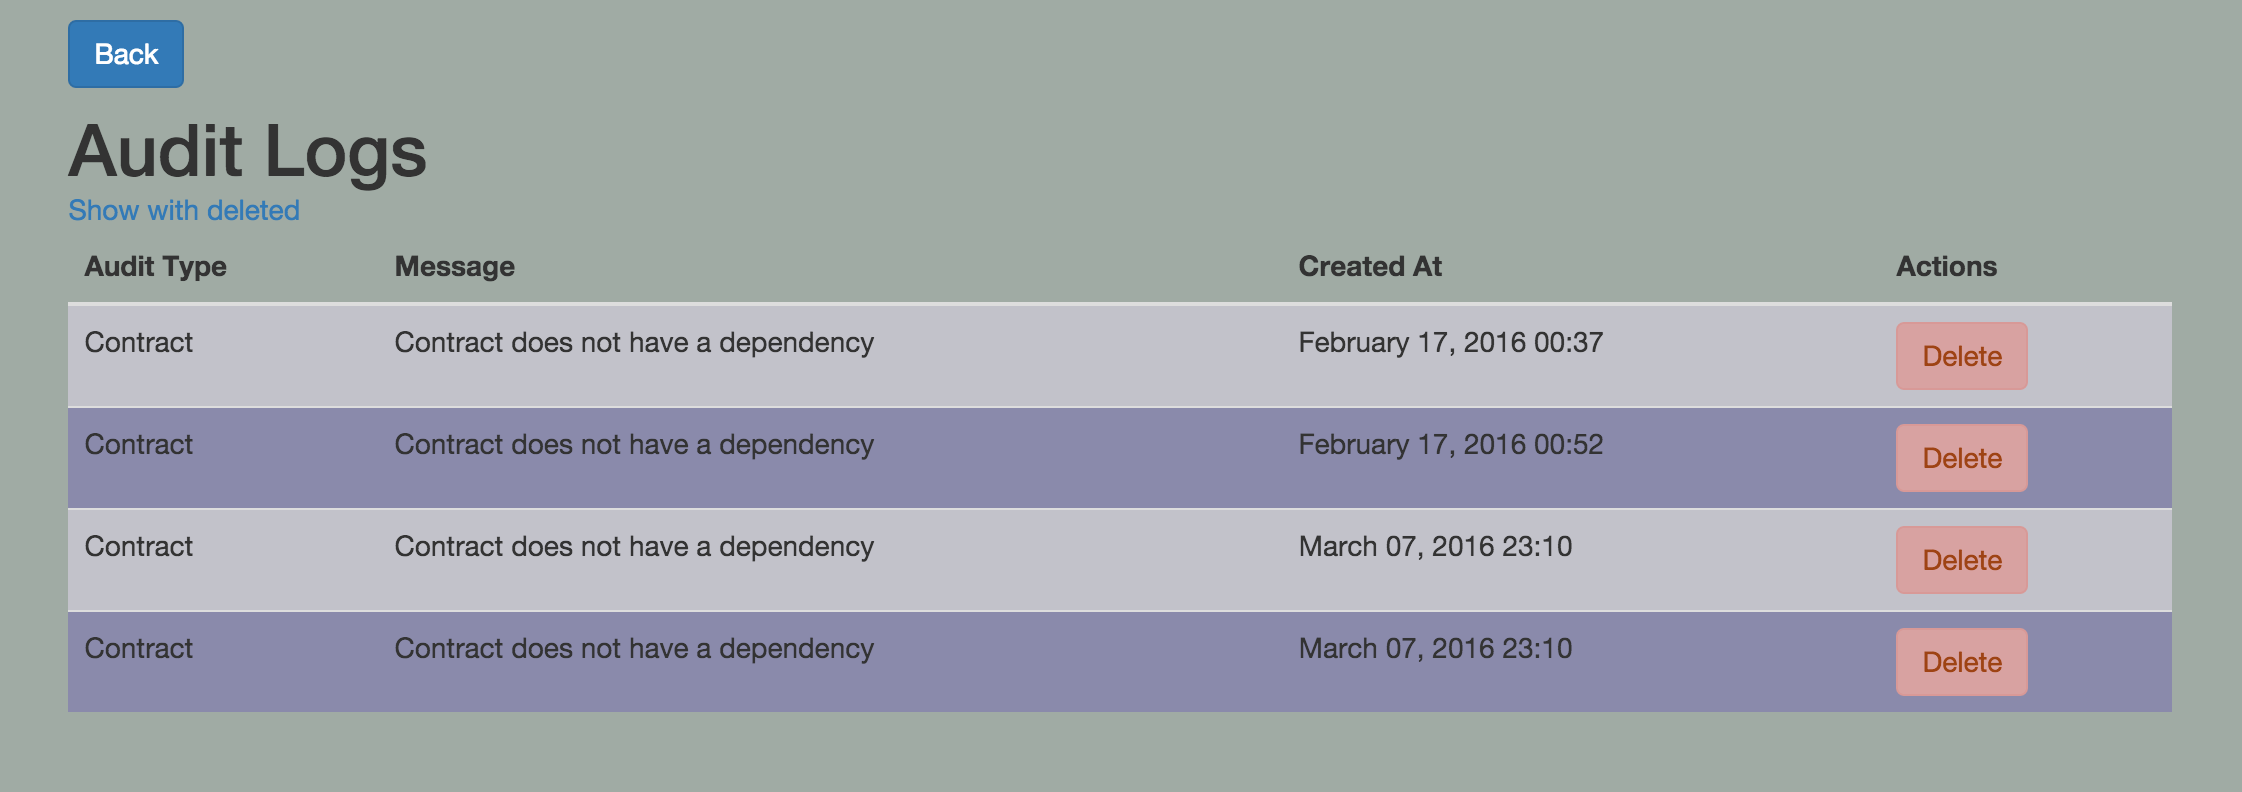 Back
Audit Logs
Show with deleted
Audit Type Message Created At Actions
Contract Contract does not have a dependency February 17, 2016 00:37 Delete
Contract Contract does not have a dependency February 17, 2016 00:52 Delete
Contract Contract does not have a dependency March 07, 2016 23:10 Delete
Contract Contract does not have a dependency March 07, 2016 23:10 Delete